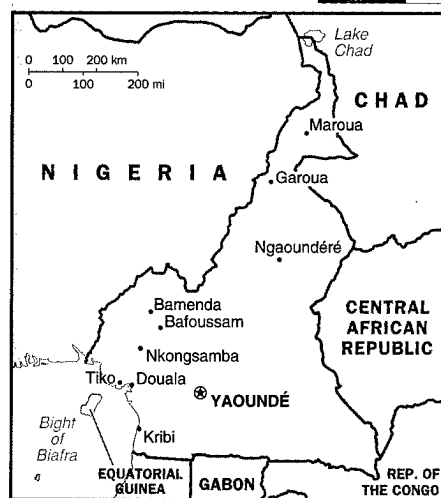 Lake
Chad
0 100 200 km
0 100 200 mi
CHAD
Maroua
NIGERIA
Garoua
Ngaoundéré
Bamenda
Bafoussam
CENTRAL
AFRICAN
REPUBLIC
Nkongsamba
Tiko
Douala
YAOUNDÉ
Bight
of
Biafra
Kribi
EQUATORIAL
GUINEA
GABON
REP. OF
THE CONGO